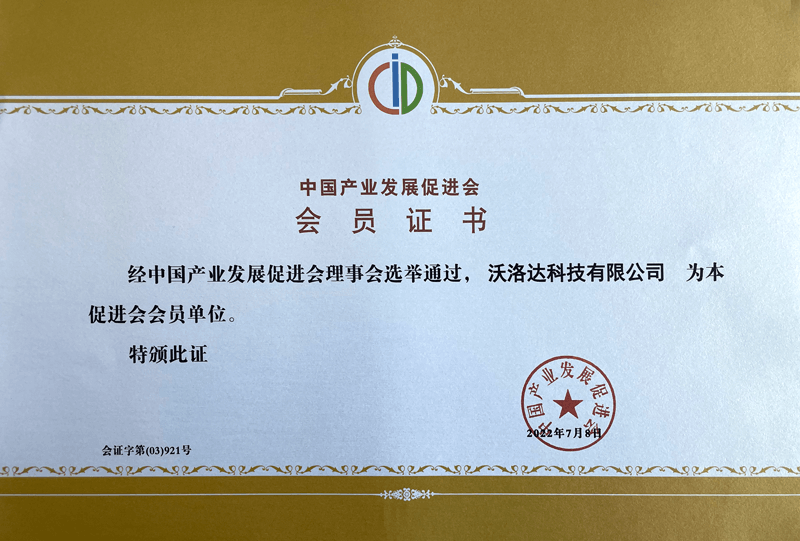 CID
中国产业发展促进会
会员证书
经中国产业发展促进会理事会选举通过，沃洛达科技有限公司 为本
促进会会员单位。
特颁此证
中国产业发展促进会
2022年7月8日
会证字第(03)921号